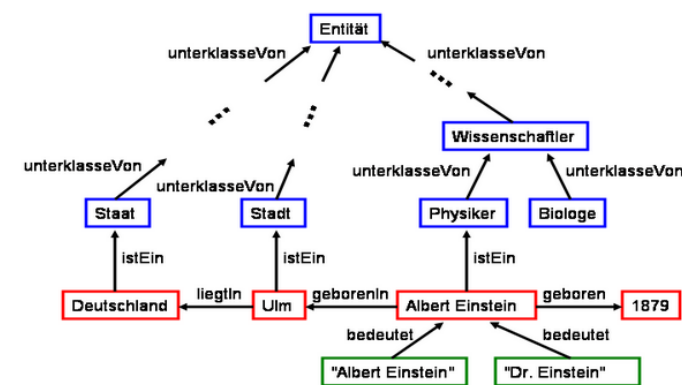 Entität
unterklasseVon
unterklasseVon
Wissenschaftler
unterklasseVon
unterklasseVon
unterklasseVon
unterklasseVon
Staat
Stadt
Physiker
Biologe
istEin
istEin
istEin
Deutschland
liegtIn
Ulm
geborenIn
Albert Einstein
geboren
1879
bedeutet
bedeutet
"Albert Einstein"
"Dr. Einstein"